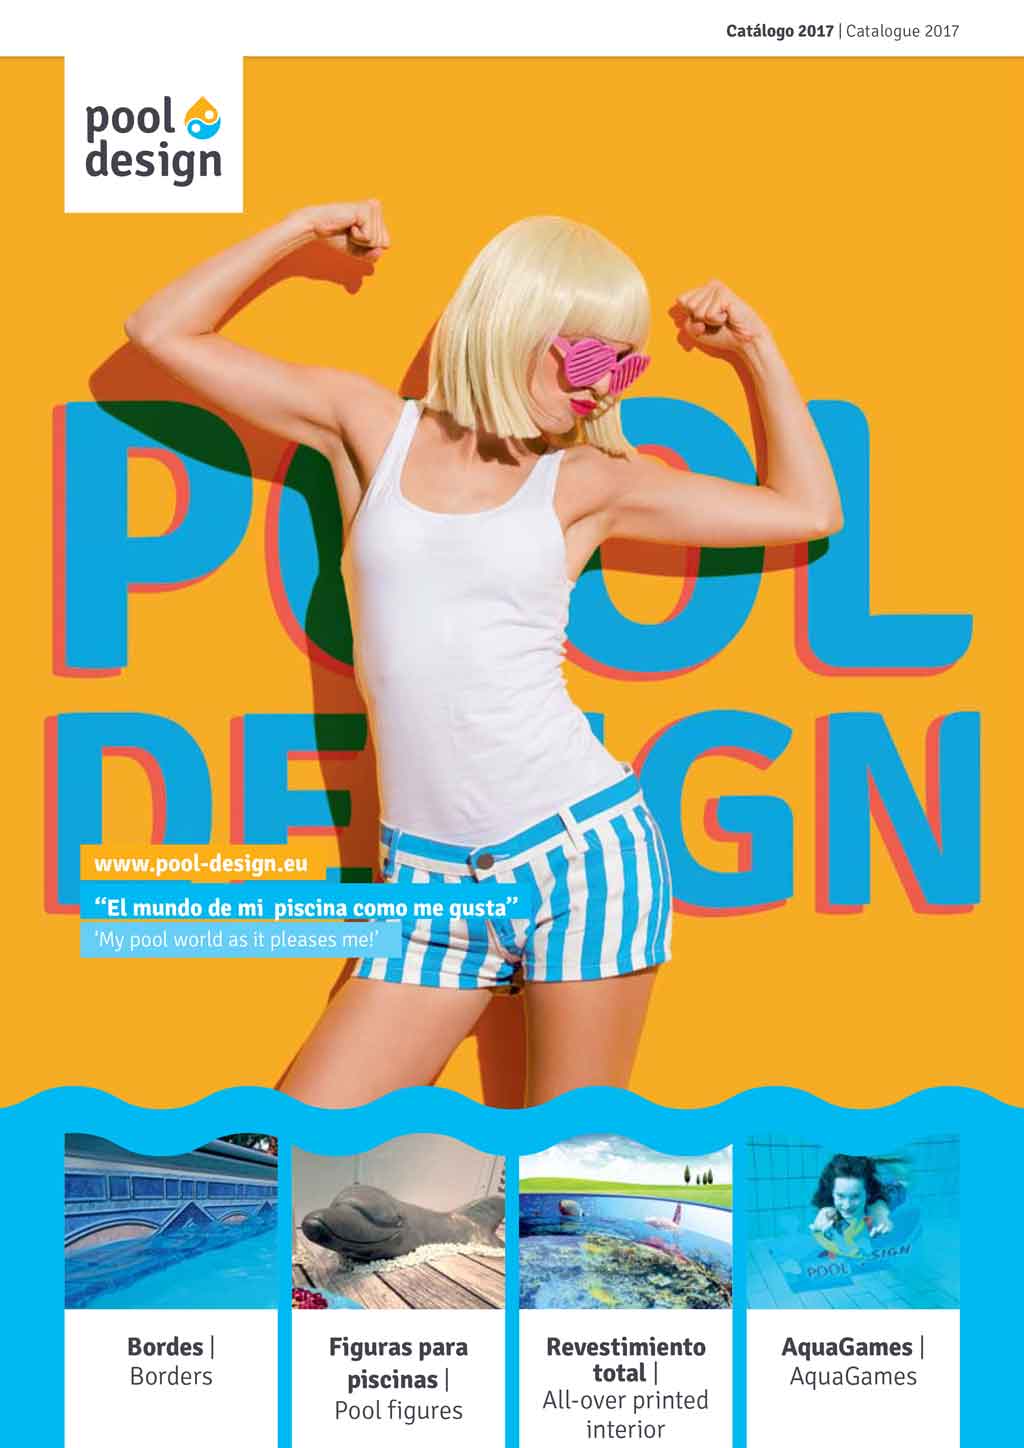 Catálogo 2017 | Catalogue 2017
pool
design
POOL
DESIGN
www.pool-design.eu
“El mundo de mi piscina como me gusta”
‘My pool world as it pleases me!’
POOL DESIGN
Bordes |
Borders
Figuras para
piscinas |
Pool figures
Revestimiento
total |
All-over printed
interior
AquaGames |
AquaGames